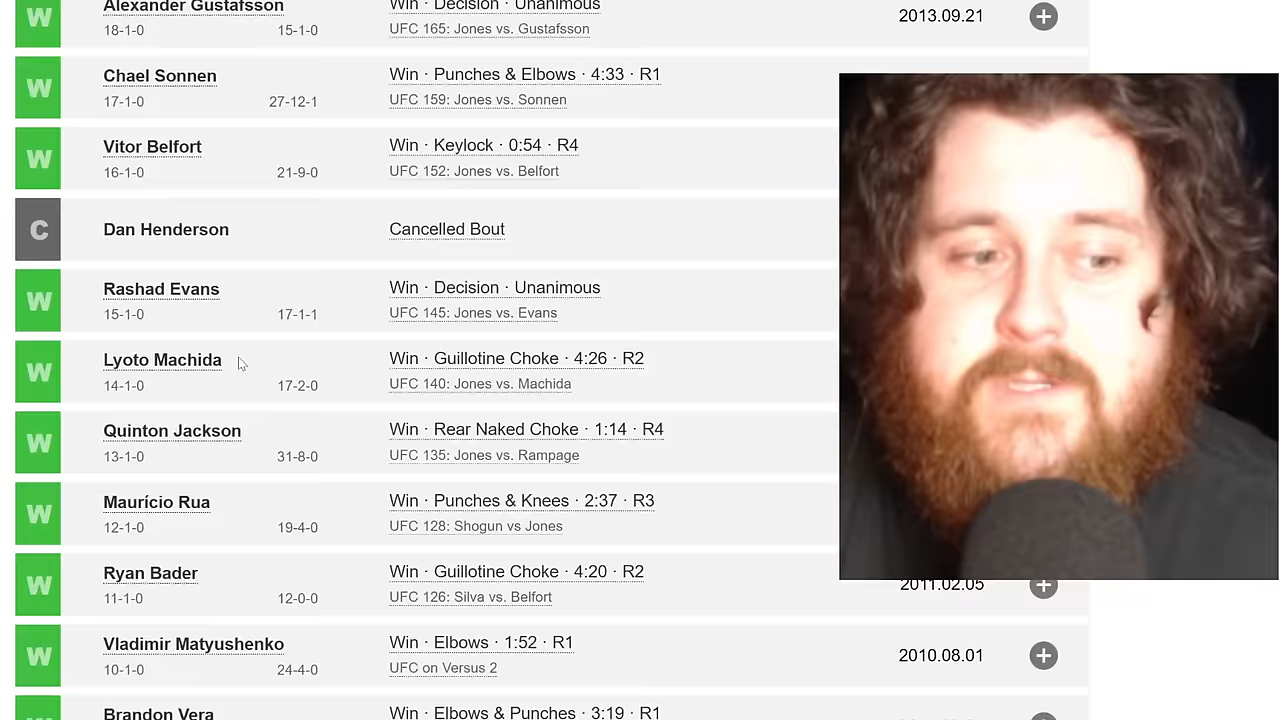 W
Alexander Gustafsson
Win · Decision · Unanimous
2013.09.21
18-1-0
15-1-0
UFC 165: Jones vs. Gustafsson
W
Chael Sonnen
Win · Punches & Elbows · 4:33 · R1
17-1-0
27-12-1
UFC 159: Jones vs. Sonnen
W
Vitor Belfort
Win · Keylock · 0:54 · R4
16-1-0
21-9-0
UFC 152: Jones vs. Belfort
C
Dan Henderson
Cancelled Bout
W
Rashad Evans
Win · Decision · Unanimous
15-1-0
17-1-1
UFC 145: Jones vs. Evans
W
Lyoto Machida
Win · Guillotine Choke · 4:26 · R2
14-1-0
17-2-0
UFC 140: Jones vs. Machida
W
Quinton Jackson
Win · Rear Naked Choke · 1:14 · R4
13-1-0
31-8-0
UFC 135: Jones vs. Rampage
W
Maurício Rua
Win · Punches & Knees · 2:37 · R3
12-1-0
19-4-0
UFC 128: Shogun vs Jones
W
Ryan Bader
Win · Guillotine Choke · 4:20 · R2
2011.02.05
11-1-0
12-0-0
UFC 126: Silva vs. Belfort
W
Vladimir Matyushenko
Win · Elbows · 1:52 · R1
2010.08.01
10-1-0
24-4-0
UFC on Versus 2
Brandon Vera
Win · Elbows & Punches · 3:19 · R1